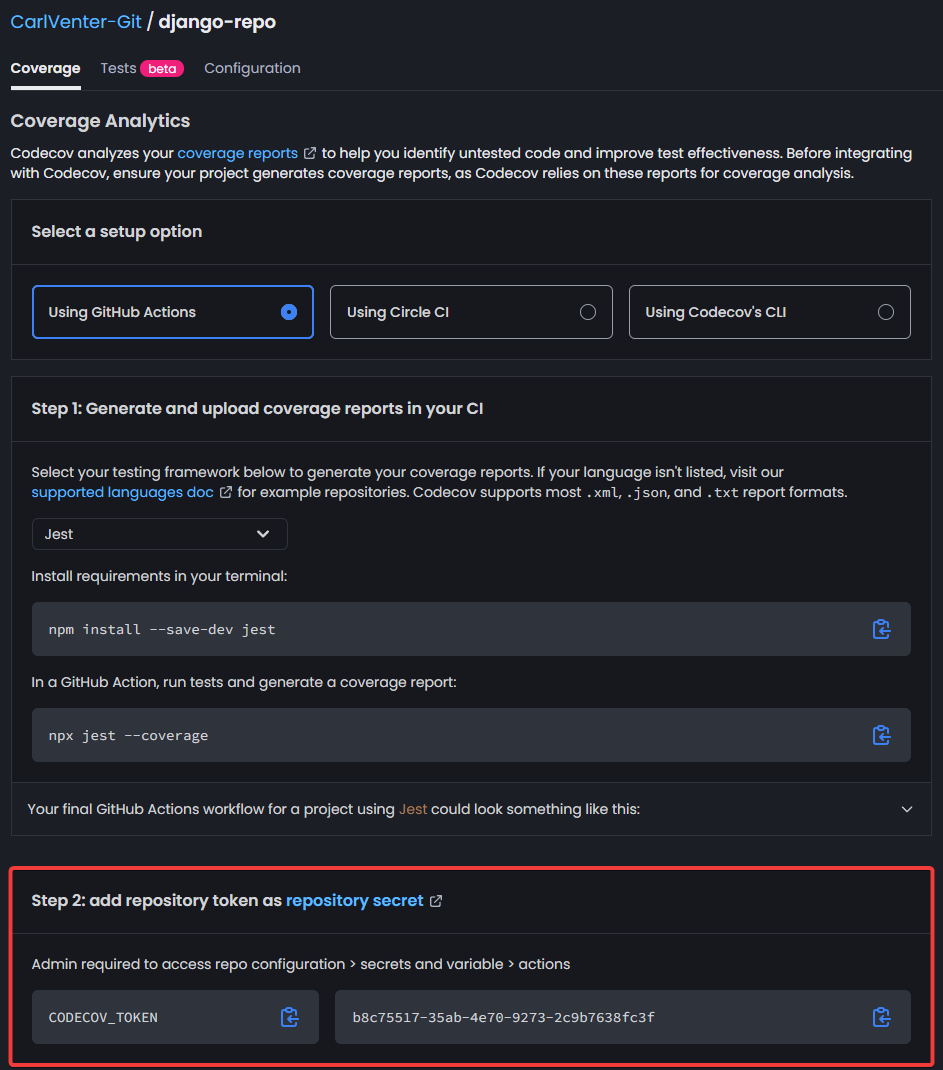 CarlVenter-Git / django-repo
Coverage Tests beta Configuration
Coverage Analytics
Codecov analyzes your coverage reports to help you identify untested code and improve test effectiveness. Before integrating
with Codecov, ensure your project generates coverage reports, as Codecov relies on these reports for coverage analysis.
Select a setup option
Using GitHub Actions Using Circle CI Using Codecov's CLI
Step 1: Generate and upload coverage reports in your CI
Select your testing framework below to generate your coverage reports. If your language isn't listed, visit our
supported languages doc for example repositories. Codecov supports most .xml, .json, and .txt report formats.
Jest
Install requirements in your terminal:
npm install --save-dev jest
In a GitHub Action, run tests and generate a coverage report:
npx jest --coverage
Your final GitHub Actions workflow for a project using Jest could look something like this:
Step 2: add repository token as repository secret
Admin required to access repo configuration > secrets and variable > actions
CODECOV_TOKEN b8c75517-35ab-4e70-9273-2c9b7638fc3f